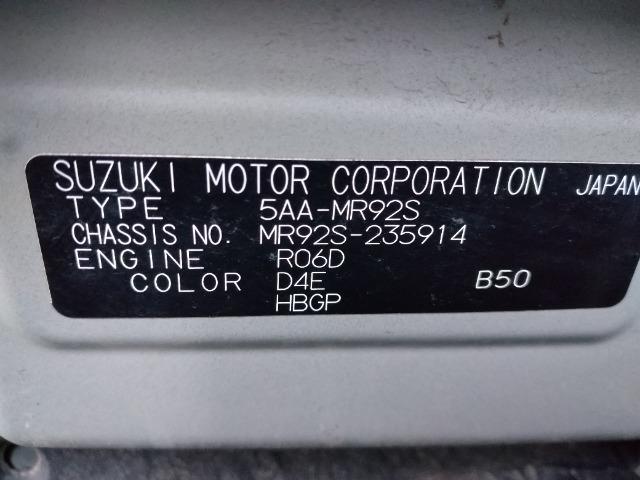 SUZUKI MOTOR CORPORATION JAPAN
TYPE 5AA-MR92S
CHASSIS NO. MR92S-235914
ENGINE R06D
COLOR D4E B50
HBGP